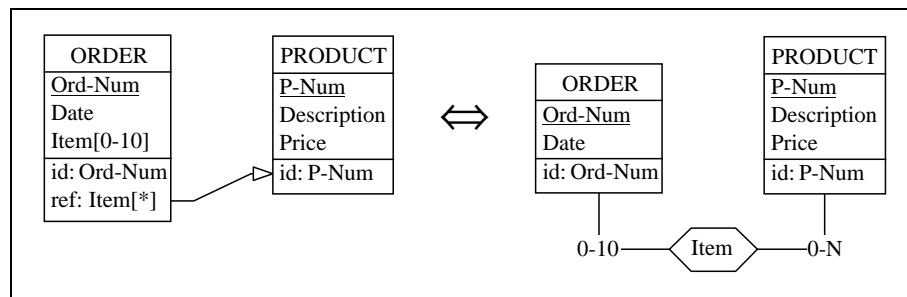 ORDER
Ord-Num
Date
Item[0-10]
id: Ord-Num
ref: Item[*]
PRODUCT
P-Num
Description
Price
id: P-Num
⇔
ORDER
Ord-Num
Date
id: Ord-Num
PRODUCT
P-Num
Description
Price
id: P-Num
0-10
Item
0-N